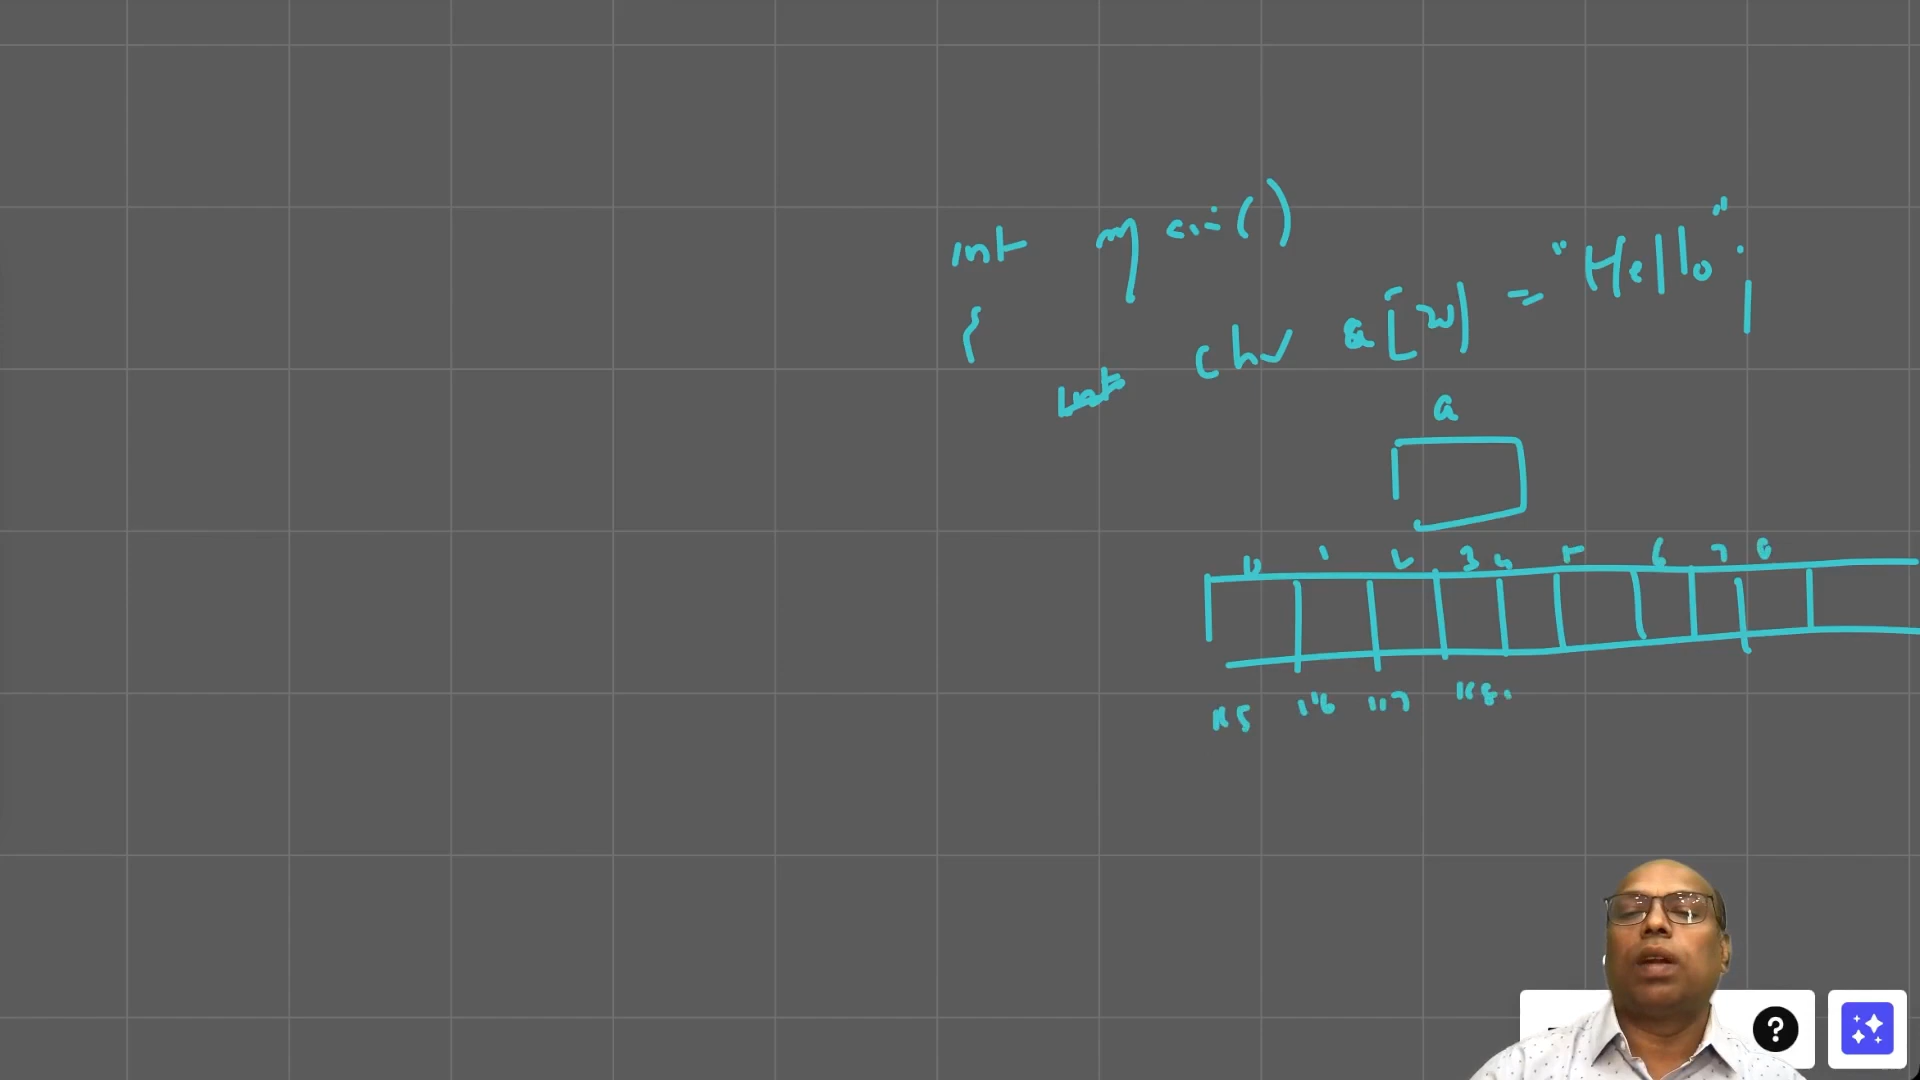 int main()
{
char a[20] = "Hello";
a
0 1 2 3 4 5 6 7 8
115 116 117 118.
?